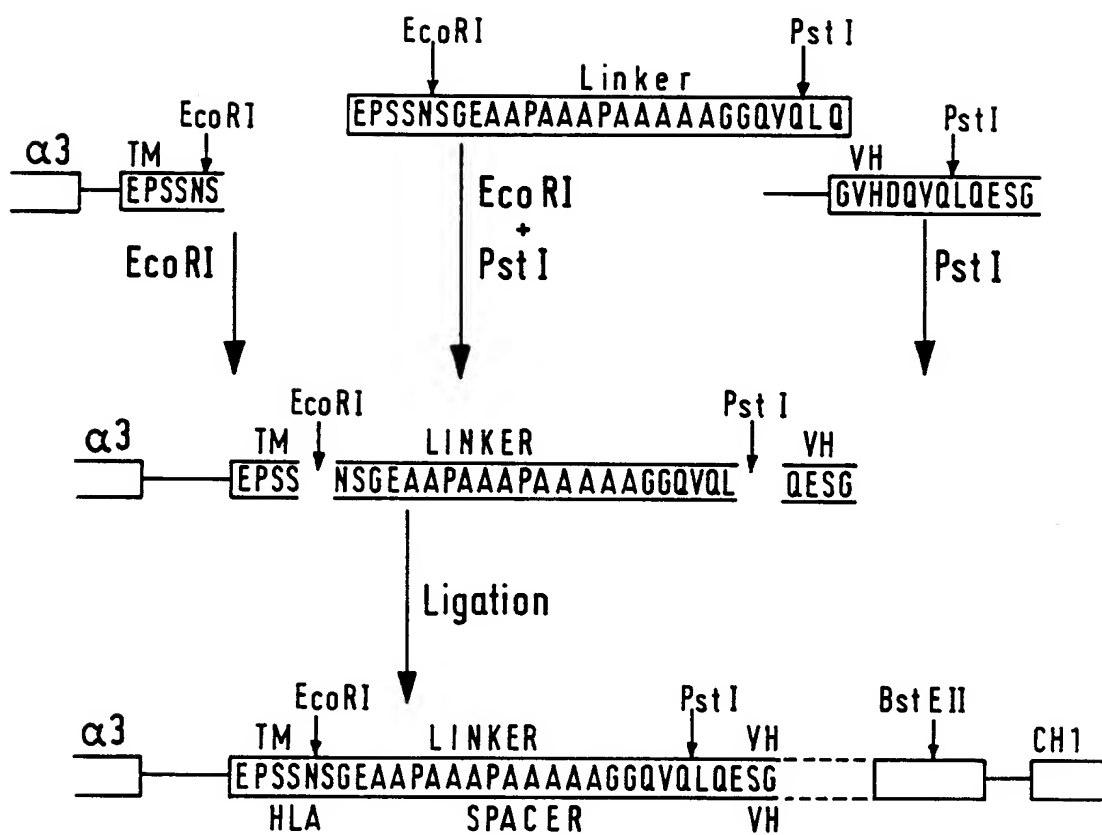 EcoRI
PstI
Linker
EPSSNSGEAAPAAAPAAAAAGGQVQLQ
EcoRI
α3
TM
EPSSNS
PstI
VH
GVHDQVQLQESG
EcoRI
EcoRI
+
PstI
PstI
EcoRI
PstI
α3
TM
LINKER
VH
EPSS
NSGEAAPAAAPAAAAAGGQVQL
QESG
Ligation
EcoRI
PstI
BstEII
α3
TM
LINKER
VH
CH1
EPSSNSGEAAPAAAPAAAAAGGQVQLQESG
HLA
SPACER
VH